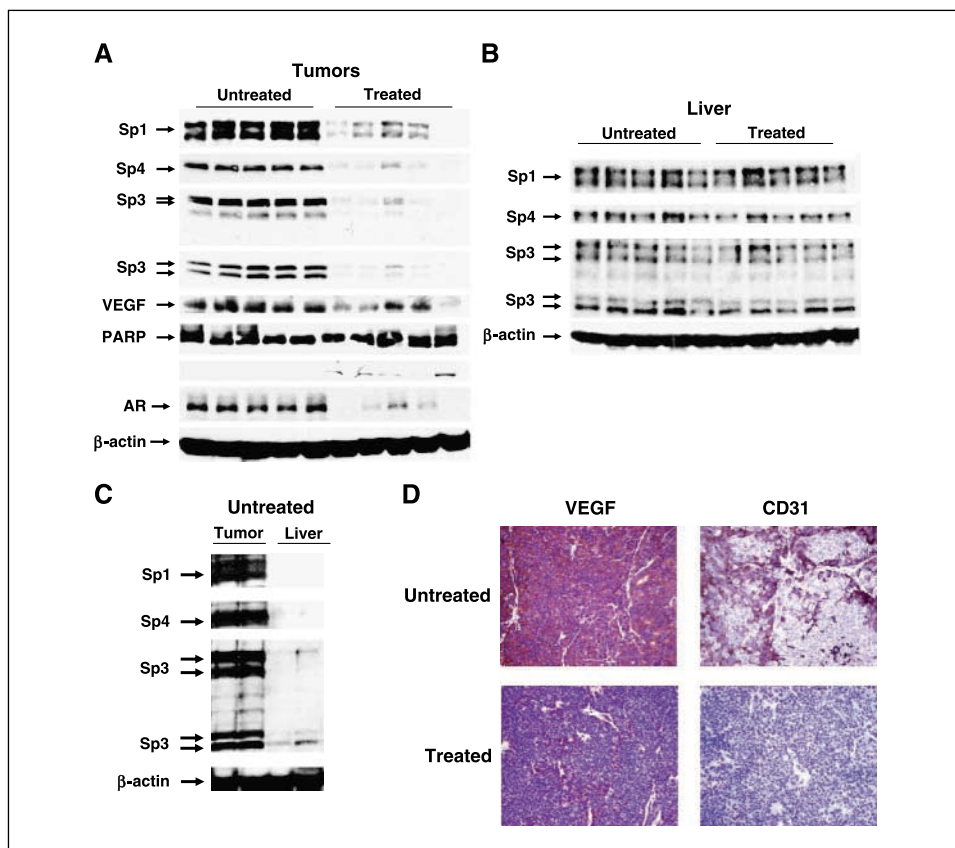 A
Tumors
Untreated Treated
Sp1
Sp4
Sp3
Sp3
VEGF
PARP
AR
β-actin
B
Liver
Untreated Treated
Sp1
Sp4
Sp3
Sp3
β-actin
C
Untreated
Tumor Liver
Sp1
Sp4
Sp3
Sp3
β-actin
D
VEGF CD31
Untreated
Treated